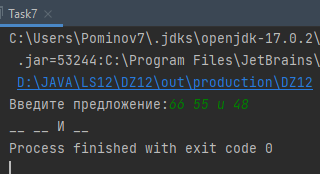 Task7
C:\Users\Pominov7\.jdks\openjdk-17.0.2\
.jar=53244:C:\Program Files\JetBrains\
D:\JAVA\LS12\DZ12\out\production\DZ12
Введите предложение:66 55 и 48
__ __ И __
Process finished with exit code 0